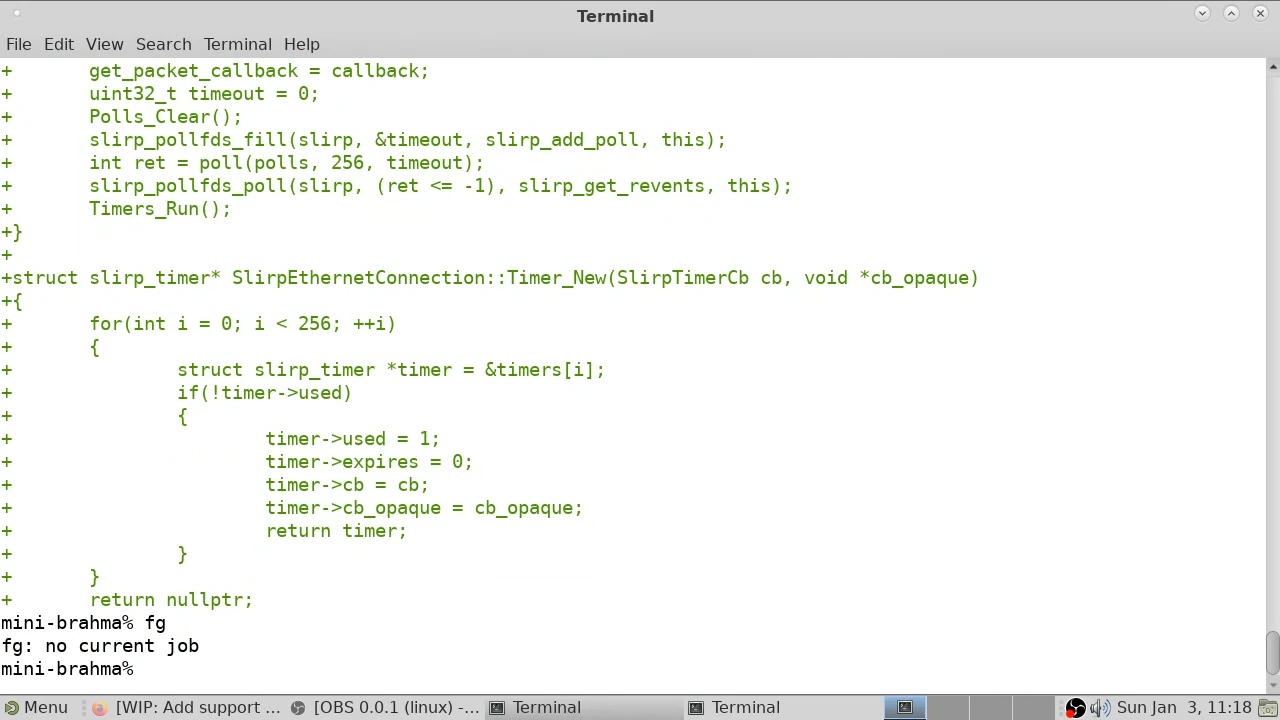 Terminal
File Edit View Search Terminal Help
+ get_packet_callback = callback;
+ uint32_t timeout = 0;
+ Polls_Clear();
+ slirp_pollfds_fill(slirp, &timeout, slirp_add_poll, this);
+ int ret = poll(polls, 256, timeout);
+ slirp_pollfds_poll(slirp, (ret <= -1), slirp_get_revents, this);
+ Timers_Run();
+}
+
+struct slirp_timer* SlirpEthernetConnection::Timer_New(SlirpTimerCb cb, void *cb_opaque)
+{
+ for(int i = 0; i < 256; ++i)
+ {
+ struct slirp_timer *timer = &timers[i];
+ if(!timer->used)
+ {
+ timer->used = 1;
+ timer->expires = 0;
+ timer->cb = cb;
+ timer->cb_opaque = cb_opaque;
+ return timer;
+ }
+ }
+ return nullptr;
mini-brahma% fg
fg: no current job
mini-brahma%
Menu [WIP: Add support ... [OBS 0.0.1 (linux) -... Terminal Terminal Sun Jan 3, 11:18